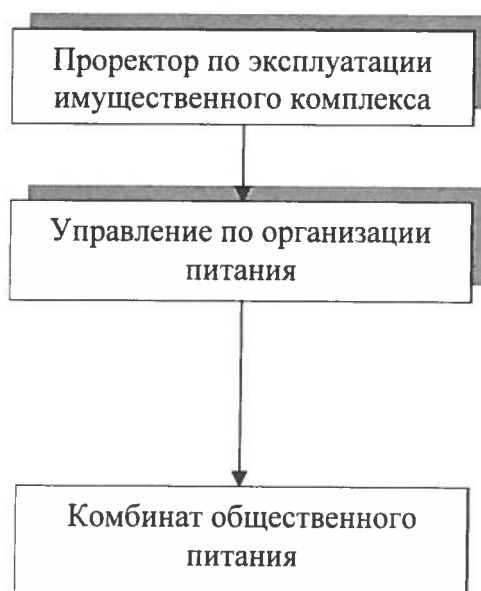 Проректор по эксплуатации
имущественного комплекса
Управление по организации
питания
Комбинат общественного
питания